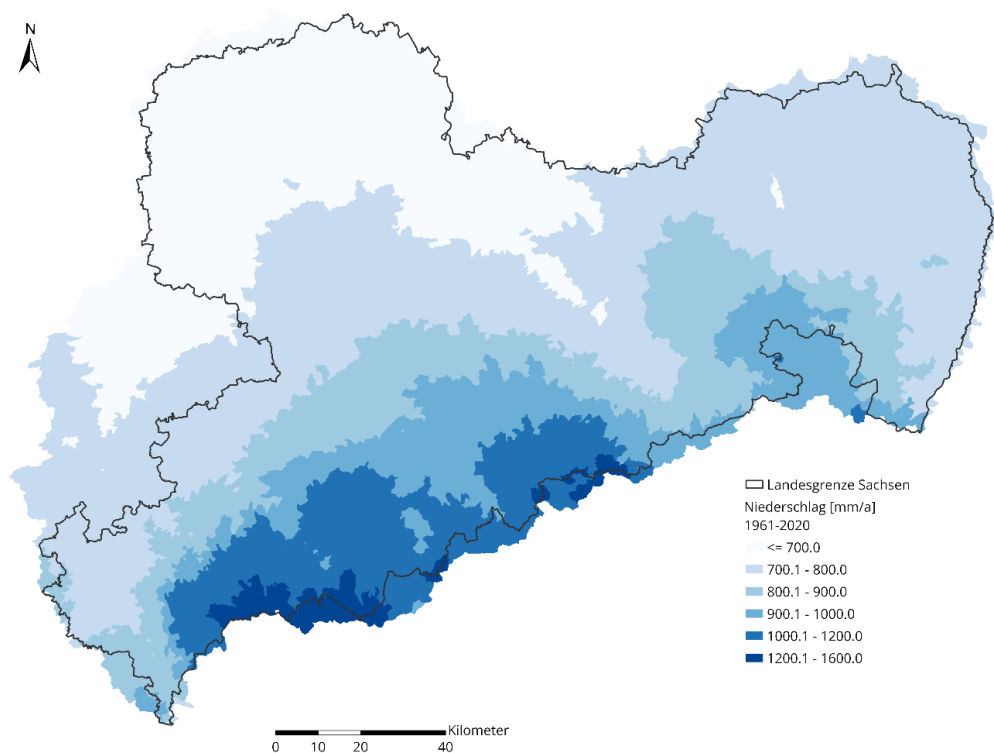 N
Landesgrenze Sachsen
Niederschlag [mm/a]
1961-2020
<= 700.0
700.1 - 800.0
800.1 - 900.0
900.1 - 1000.0
1000.1 - 1200.0
1200.1 - 1600.0
Kilometer
0 10 20 40